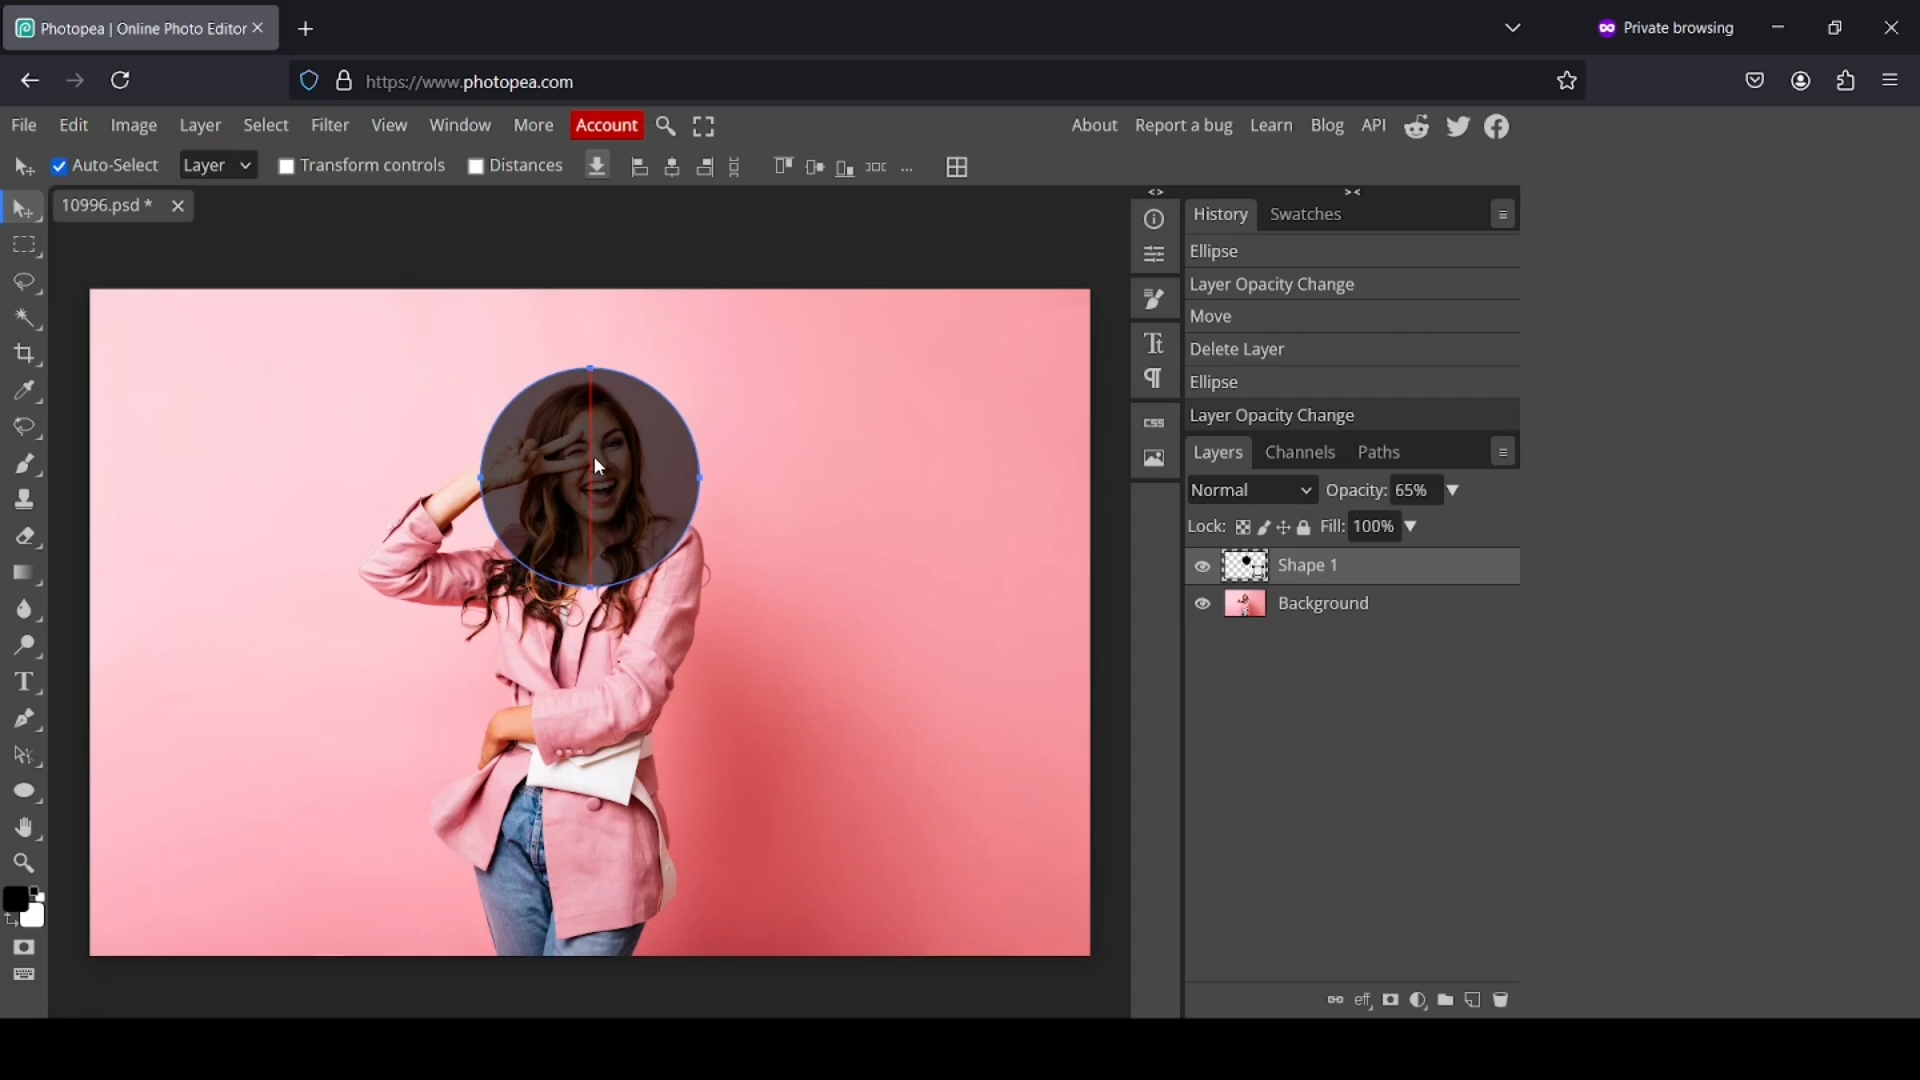 Photopea | Online Photo Editor
Private browsing
https://www.photopea.com
File Edit Image Layer Select Filter View Window More Account
About Report a bug Learn Blog API
Auto-Select Layer Transform controls Distances ...
10996.psd *
History Swatches
Ellipse
Layer Opacity Change
Move
Delete Layer
Ellipse
Layer Opacity Change
CSS
Layers Channels Paths
Normal Opacity: 65%
Lock: Fill: 100%
Shape 1
Background
eff